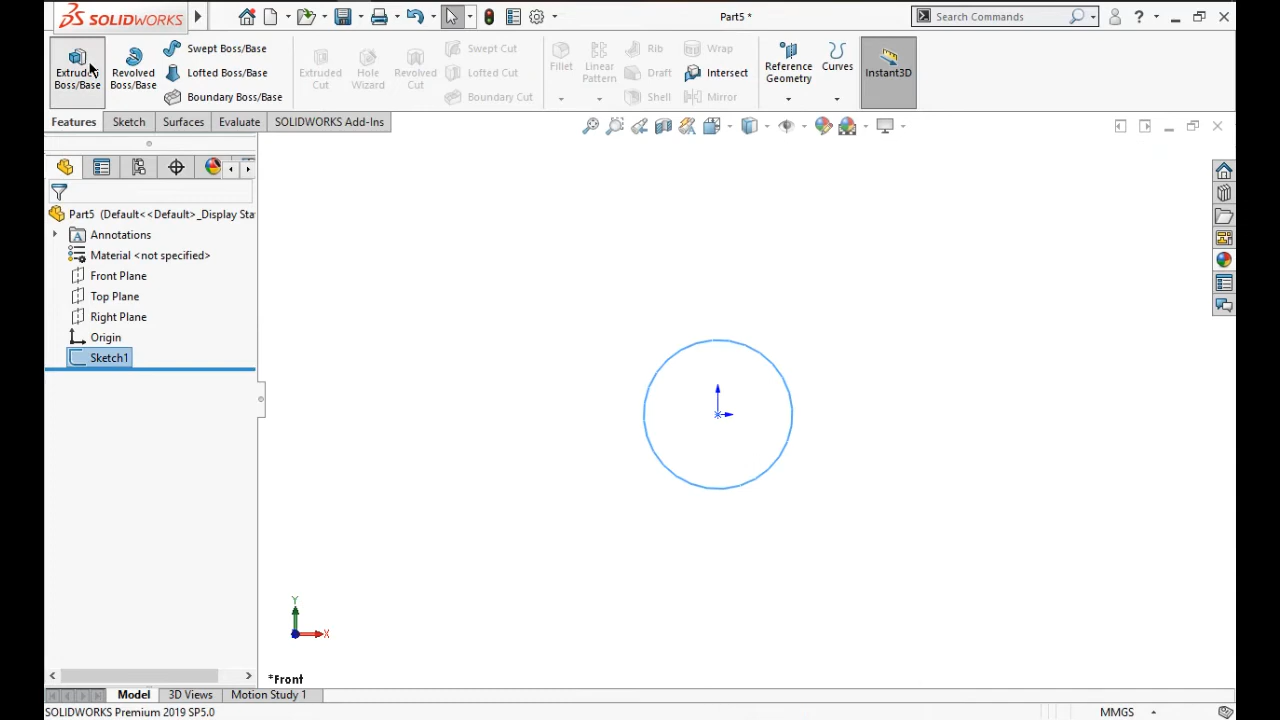 SOLIDWORKS
Part5 *
Search Commands
Extruded Boss/Base
Revolved Boss/Base
Swept Boss/Base
Lofted Boss/Base
Boundary Boss/Base
Extruded Cut
Hole Wizard
Revolved Cut
Swept Cut
Lofted Cut
Boundary Cut
Fillet
Linear Pattern
Rib
Draft
Shell
Wrap
Intersect
Mirror
Reference Geometry
Curves
Instant3D
Features
Sketch
Surfaces
Evaluate
SOLIDWORKS Add-Ins
Part5 (Default<<Default>_Display Sta
Annotations
Material <not specified>
Front Plane
Top Plane
Right Plane
Origin
Sketch1
Y
X
*Front
Model
3D Views
Motion Study 1
SOLIDWORKS Premium 2019 SP5.0
MMGS